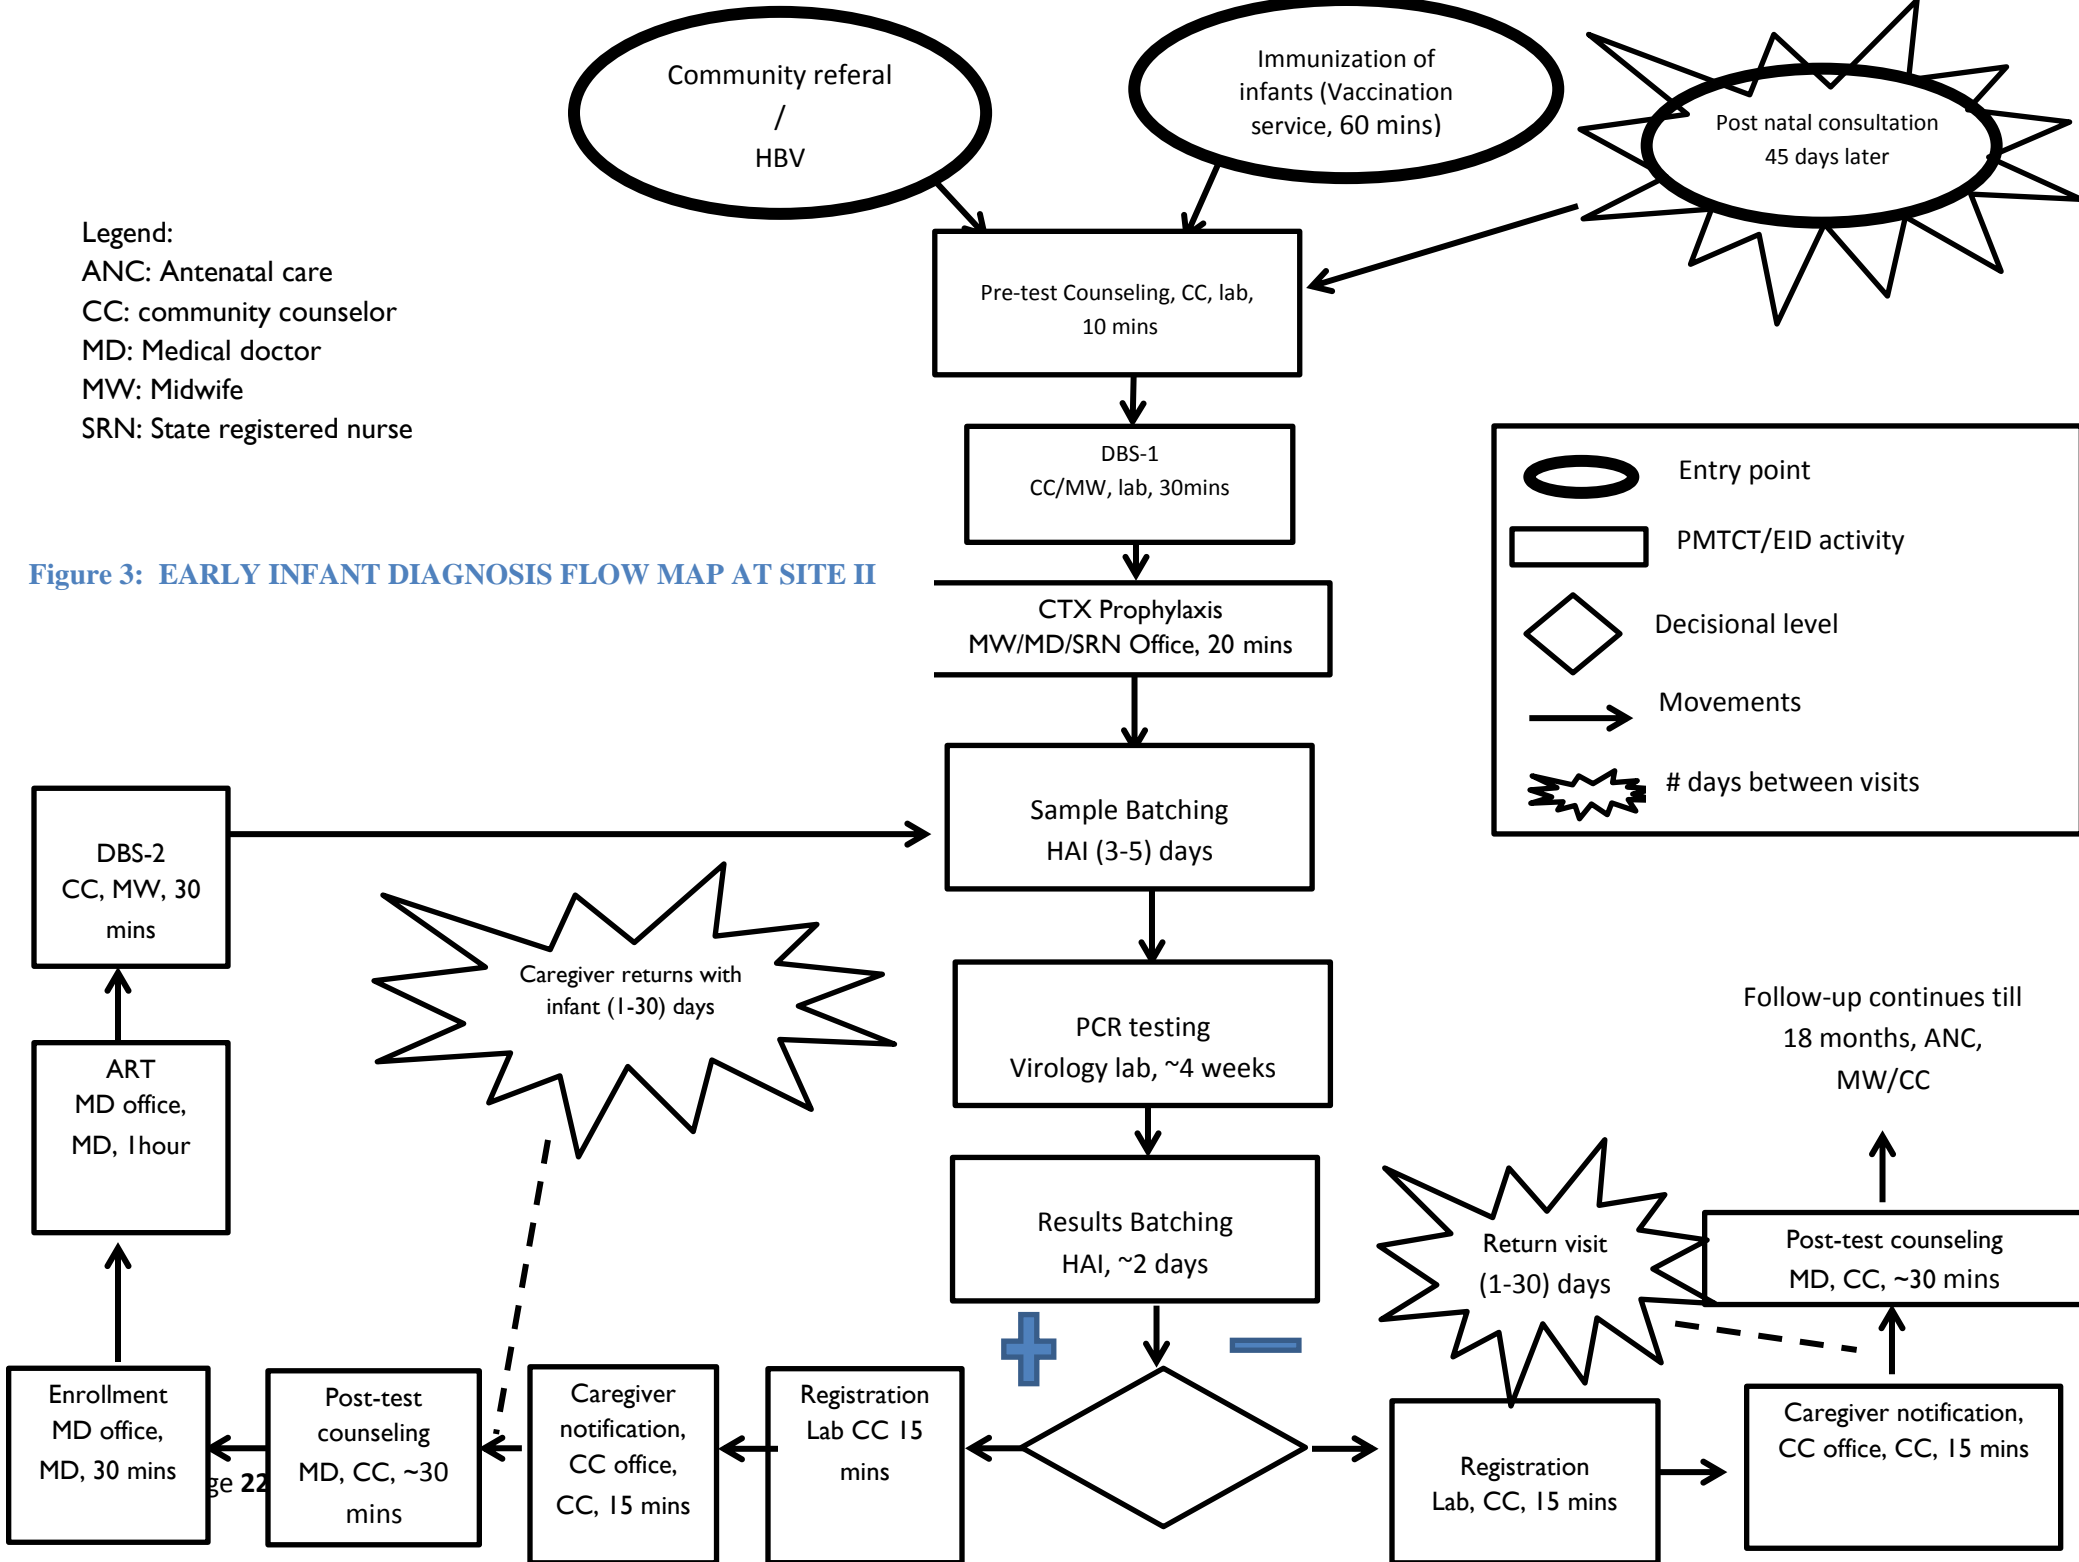 Community referal
/
HBV
Immunization of
infants (Vaccination
service, 60 mins)
Post natal consultation
45 days later
Legend:
ANC: Antenatal care
CC: community counselor
MD: Medical doctor
MW: Midwife
SRN: State registered nurse
Pre-test Counseling, CC, lab,
10 mins
DBS-1
CC/MW, lab, 30mins
Entry point
PMTCT/EID activity
Decisional level
Movements
# days between visits
Figure 3: EARLY INFANT DIAGNOSIS FLOW MAP AT SITE II
CTX Prophylaxis
MW/MD/SRN Office, 20 mins
Sample Batching
HAI (3-5) days
DBS-2
CC, MW, 30
mins
Caregiver returns with
infant (1-30) days
PCR testing
Virology lab, ~4 weeks
Follow-up continues till
18 months, ANC,
MW/CC
ART
MD office,
MD, 1hour
Results Batching
HAI, ~2 days
Return visit
(1-30) days
Post-test counseling
MD, CC, ~30 mins
Enrollment
MD office,
MD, 30 mins
ge 22
Post-test
counseling
MD, CC, ~30
mins
Caregiver
notification,
CC office,
CC, 15 mins
Registration
Lab CC 15
mins
Registration
Lab, CC, 15 mins
Caregiver notification,
CC office, CC, 15 mins